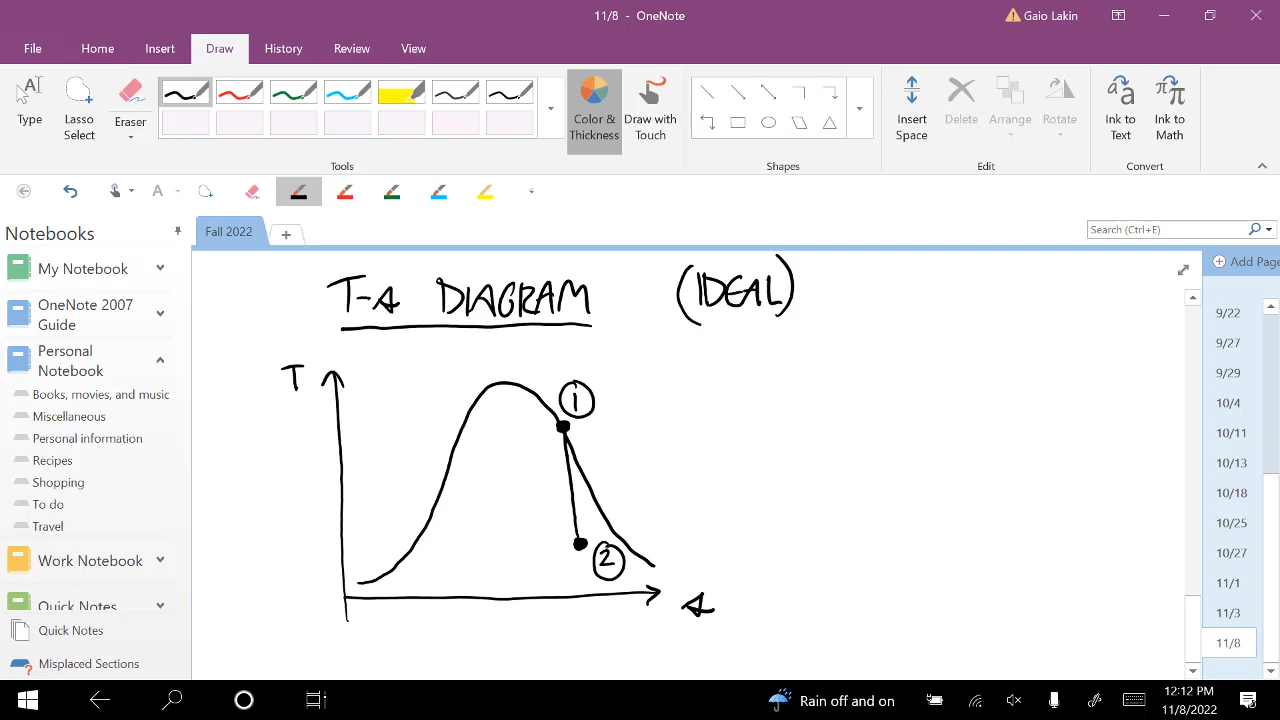 11/8 - OneNote
Gaio Lakin
File Home Insert Draw History Review View
Type
Lasso Select
Eraser
Color & Thickness
Draw with Touch
Insert Space
Delete
Arrange
Rotate
Ink to Text
Ink to Math
Tools
Shapes
Edit
Convert
Notebooks
Fall 2022
Search (Ctrl+E)
Add Page
My Notebook
OneNote 2007 Guide
Personal Notebook
Books, movies, and music
Miscellaneous
Personal information
Recipes
Shopping
To do
Travel
Work Notebook
Quick Notes
Quick Notes
Misplaced Sections
T-s DIAGRAM (IDEAL)
T
1
2
s
9/22
9/27
9/29
10/4
10/11
10/13
10/18
10/25
10/27
11/1
11/3
11/8
Rain off and on
12:12 PM
11/8/2022